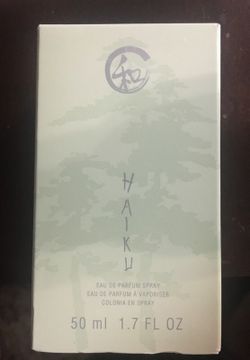 和
HAIKU
EAU DE PARFUM SPRAY
EAU DE PARFUM À VAPORISER
COLONIA EN SPRAY
50 ml 1.7 FL OZ